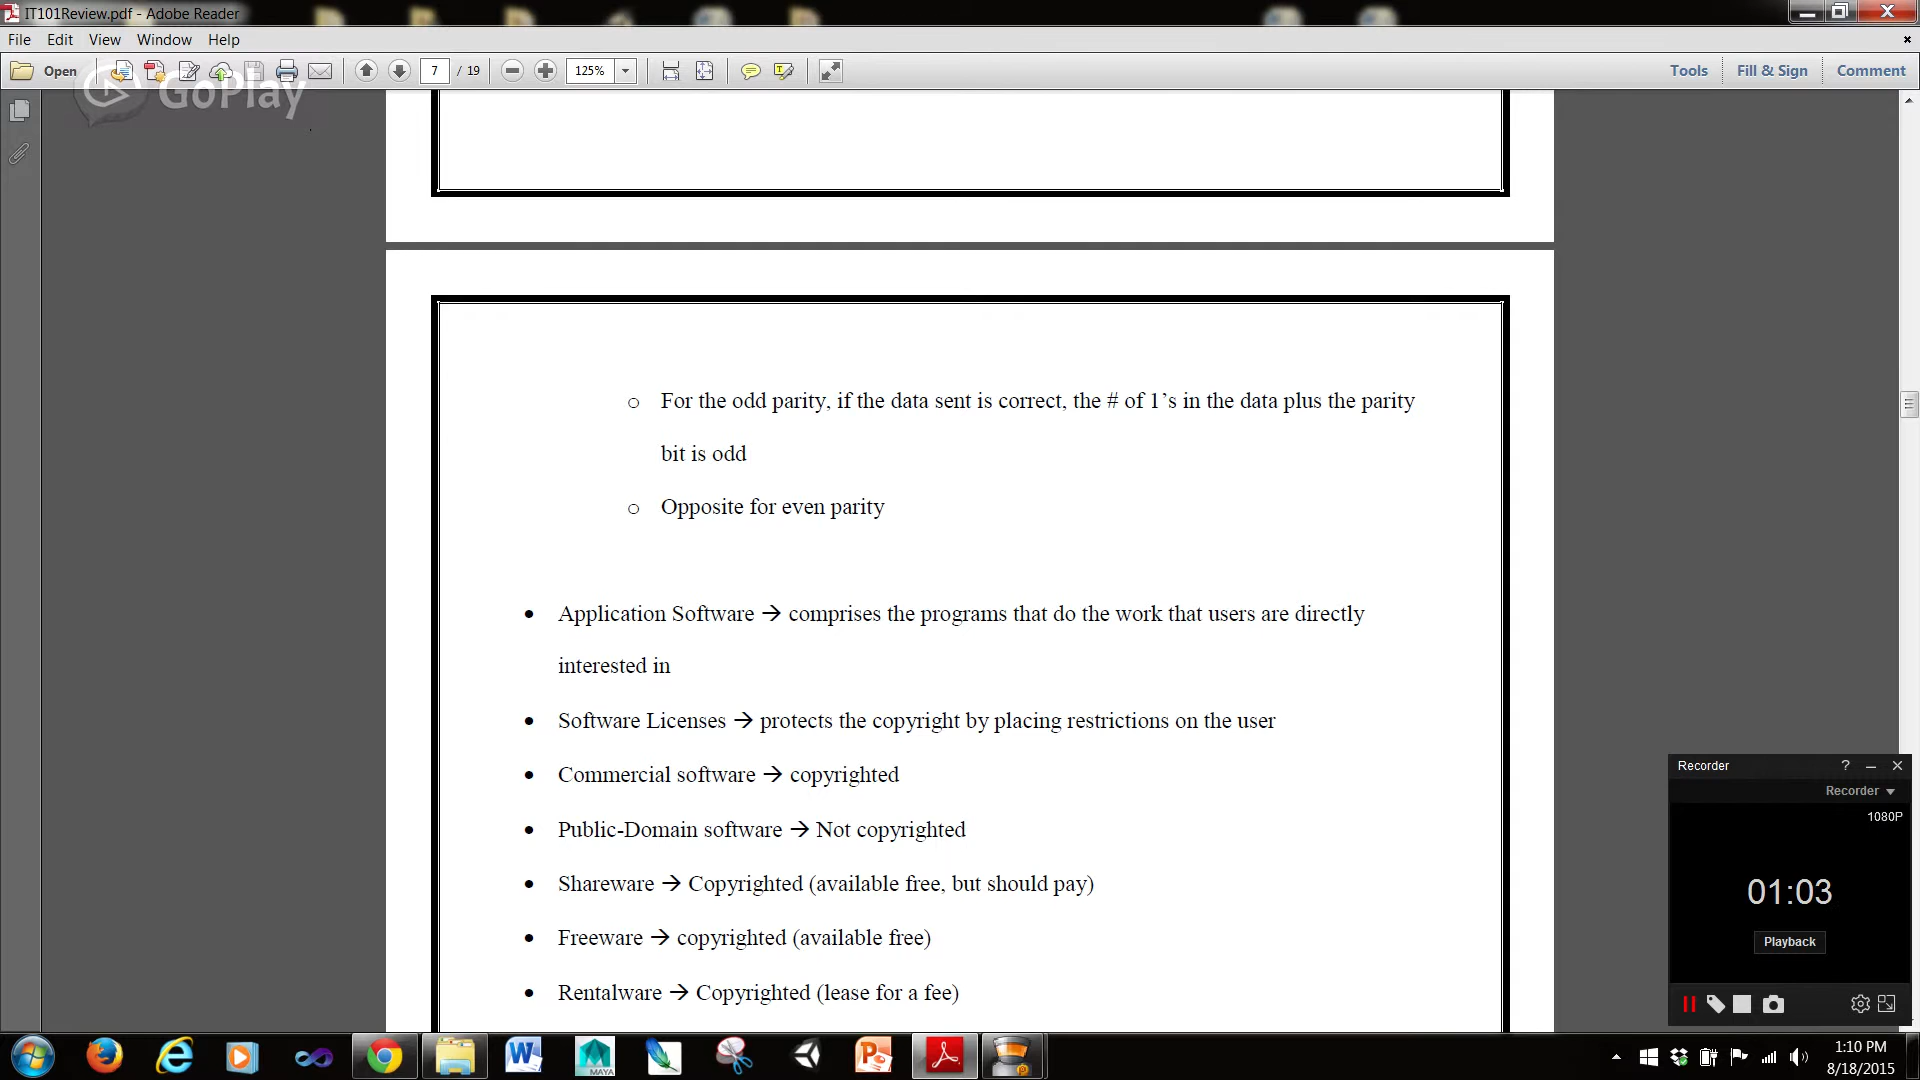 IT101Review.pdf - Adobe Reader
File Edit View Window Help
Open 7 / 19 125% Tools Fill & Sign Comment
GoPlay
o For the odd parity, if the data sent is correct, the # of 1’s in the data plus the parity
bit is odd
o Opposite for even parity
• Application Software → comprises the programs that do the work that users are directly
interested in
• Software Licenses → protects the copyright by placing restrictions on the user
• Commercial software → copyrighted
• Public-Domain software → Not copyrighted
• Shareware → Copyrighted (available free, but should pay)
• Freeware → copyrighted (available free)
• Rentalware → Copyrighted (lease for a fee)
Recorder ?
Recorder
1080P
01:03
Playback
MAYA
1:10 PM
8/18/2015